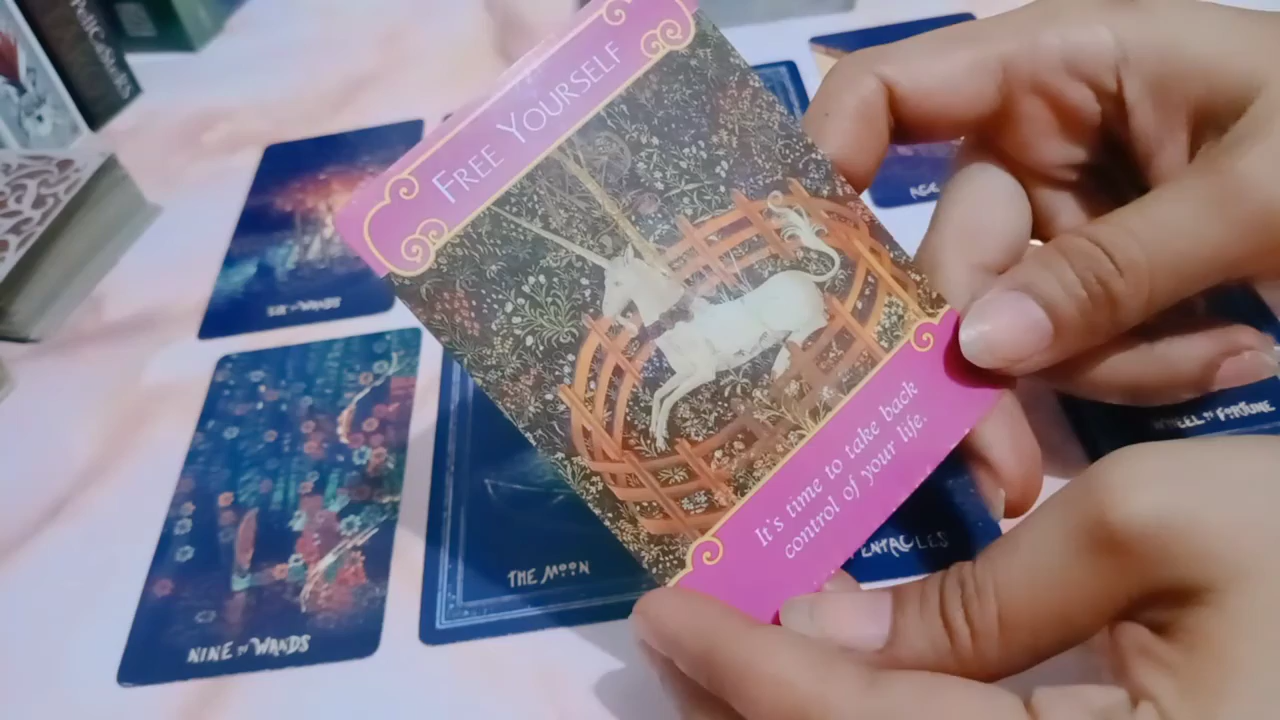 FREE YOURSELF
It's time to take back
control of your life.
SIX OF WANDS
NINE OF WANDS
THE MOON
PENTACLES
WHEEL OF FORTUNE